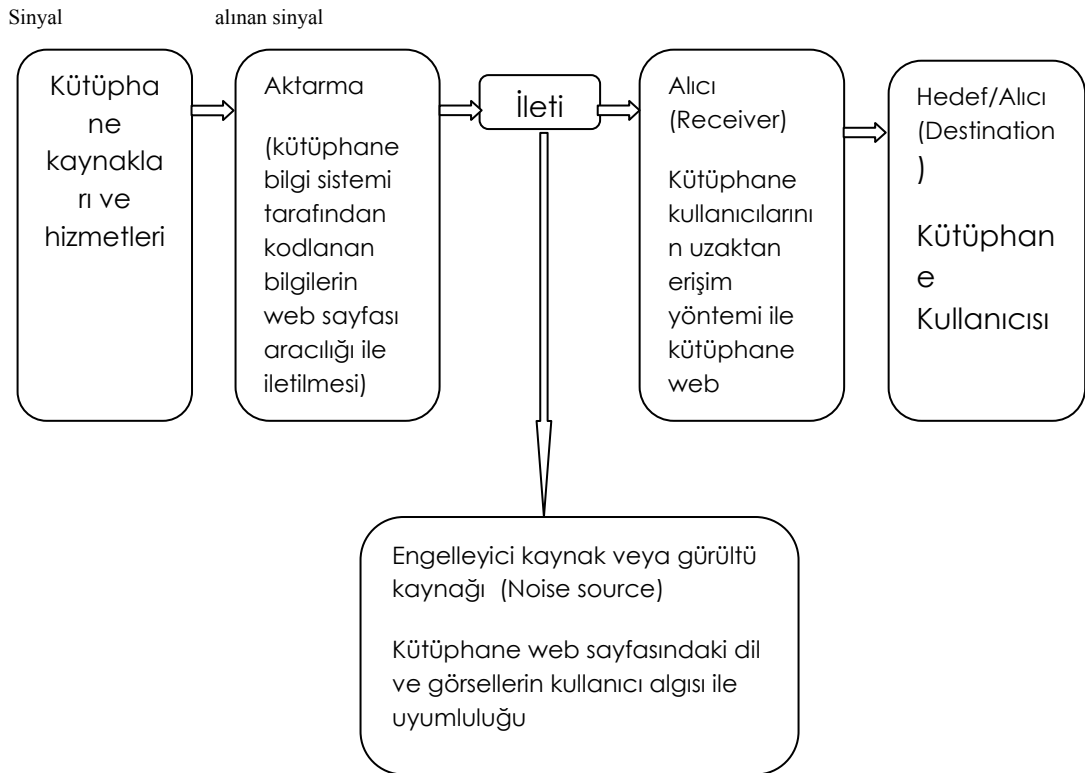 Sinyal alınan sinyal
Kütüpha
ne
kaynakla
rı ve
hizmetleri
Aktarma
(kütüphane
bilgi sistemi
tarafından
kodlanan
bilgilerin
web sayfası
aracılığı ile
iletilmesi)
İleti
Alıcı
(Receiver)
Kütüphane
kullanıcılarını
n uzaktan
erişim
yöntemi ile
kütüphane
web
Hedef/Alıcı
(Destination
)
Kütüphan
e
Kullanıcısı
Engelleyici kaynak veya gürültü
kaynağı (Noise source)
Kütüphane web sayfasındaki dil
ve görsellerin kullanıcı algısı ile
uyumluluğu